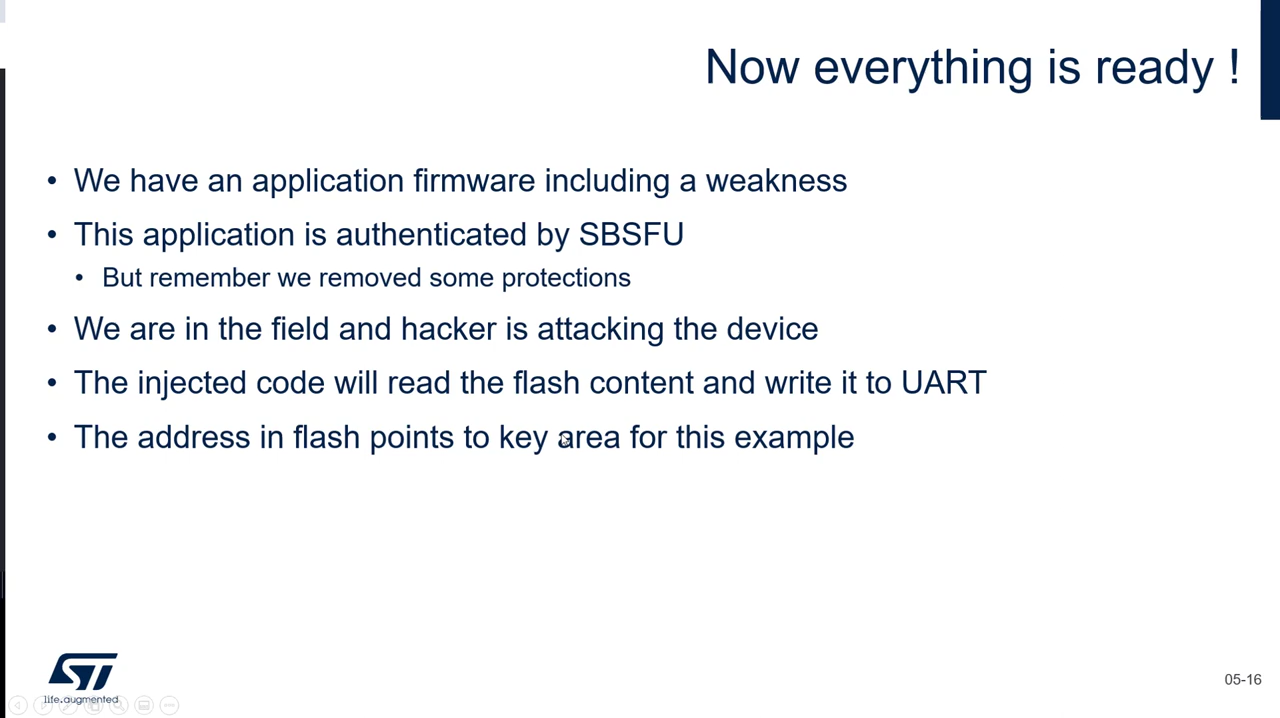 Now everything is ready !
• We have an application firmware including a weakness
• This application is authenticated by SBSFU
• But remember we removed some protections
• We are in the field and hacker is attacking the device
• The injected code will read the flash content and write it to UART
• The address in flash points to key area for this example
ST
life.augmented
05-16